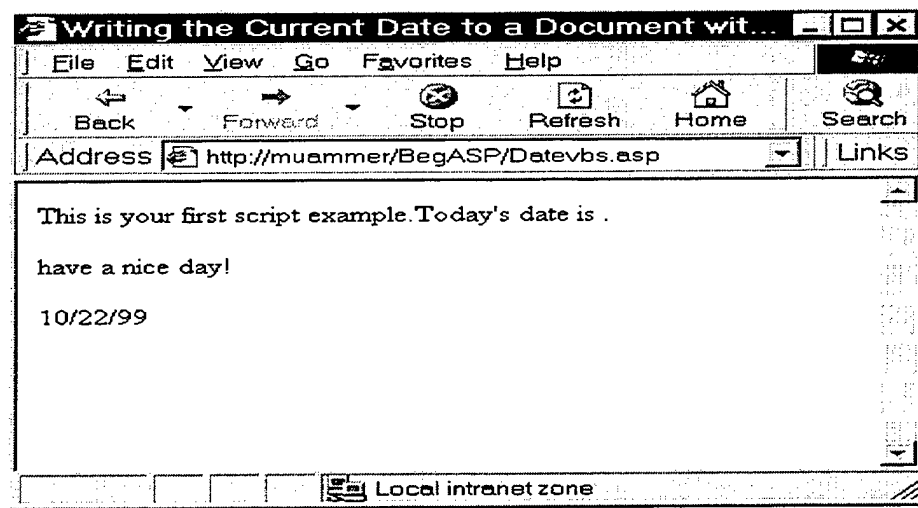 Writing the Current Date to a Document wit...
File Edit View Go Favorites Help
Back Forward Stop Refresh Home Search
Address http://muammer/BegASP/Datevbs.asp Links
This is your first script example.Today's date is .
have a nice day!
10/22/99
Local intranet zone